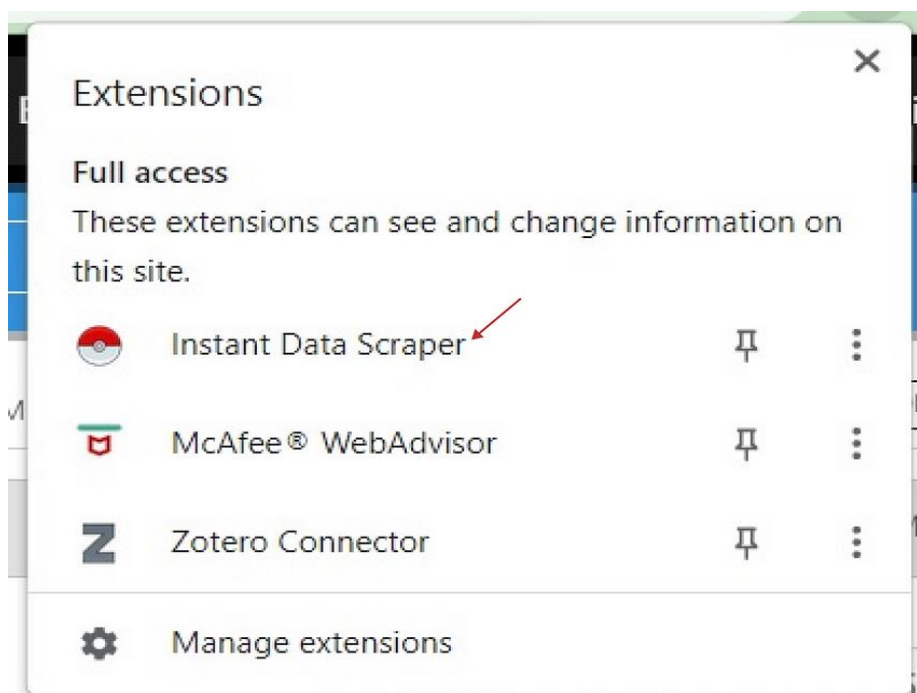 Extensions
Full access
These extensions can see and change information on
this site.
Instant Data Scraper
McAfee® WebAdvisor
Zotero Connector
Manage extensions